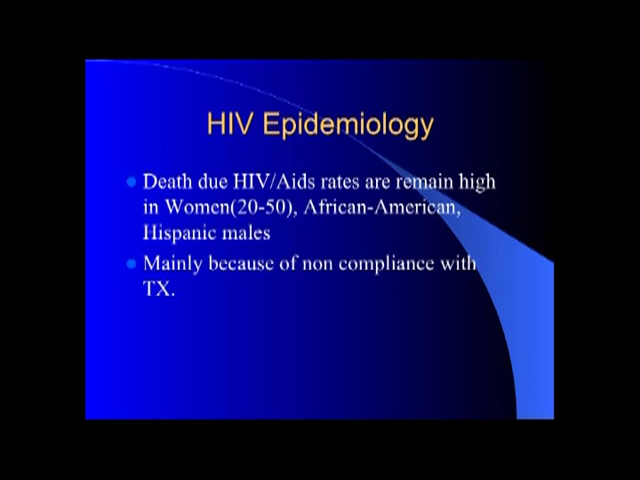 HIV Epidemiology
Death due HIV/Aids rates are remain high
in Women(20-50), African-American,
Hispanic males
Mainly because of non compliance with
TX.